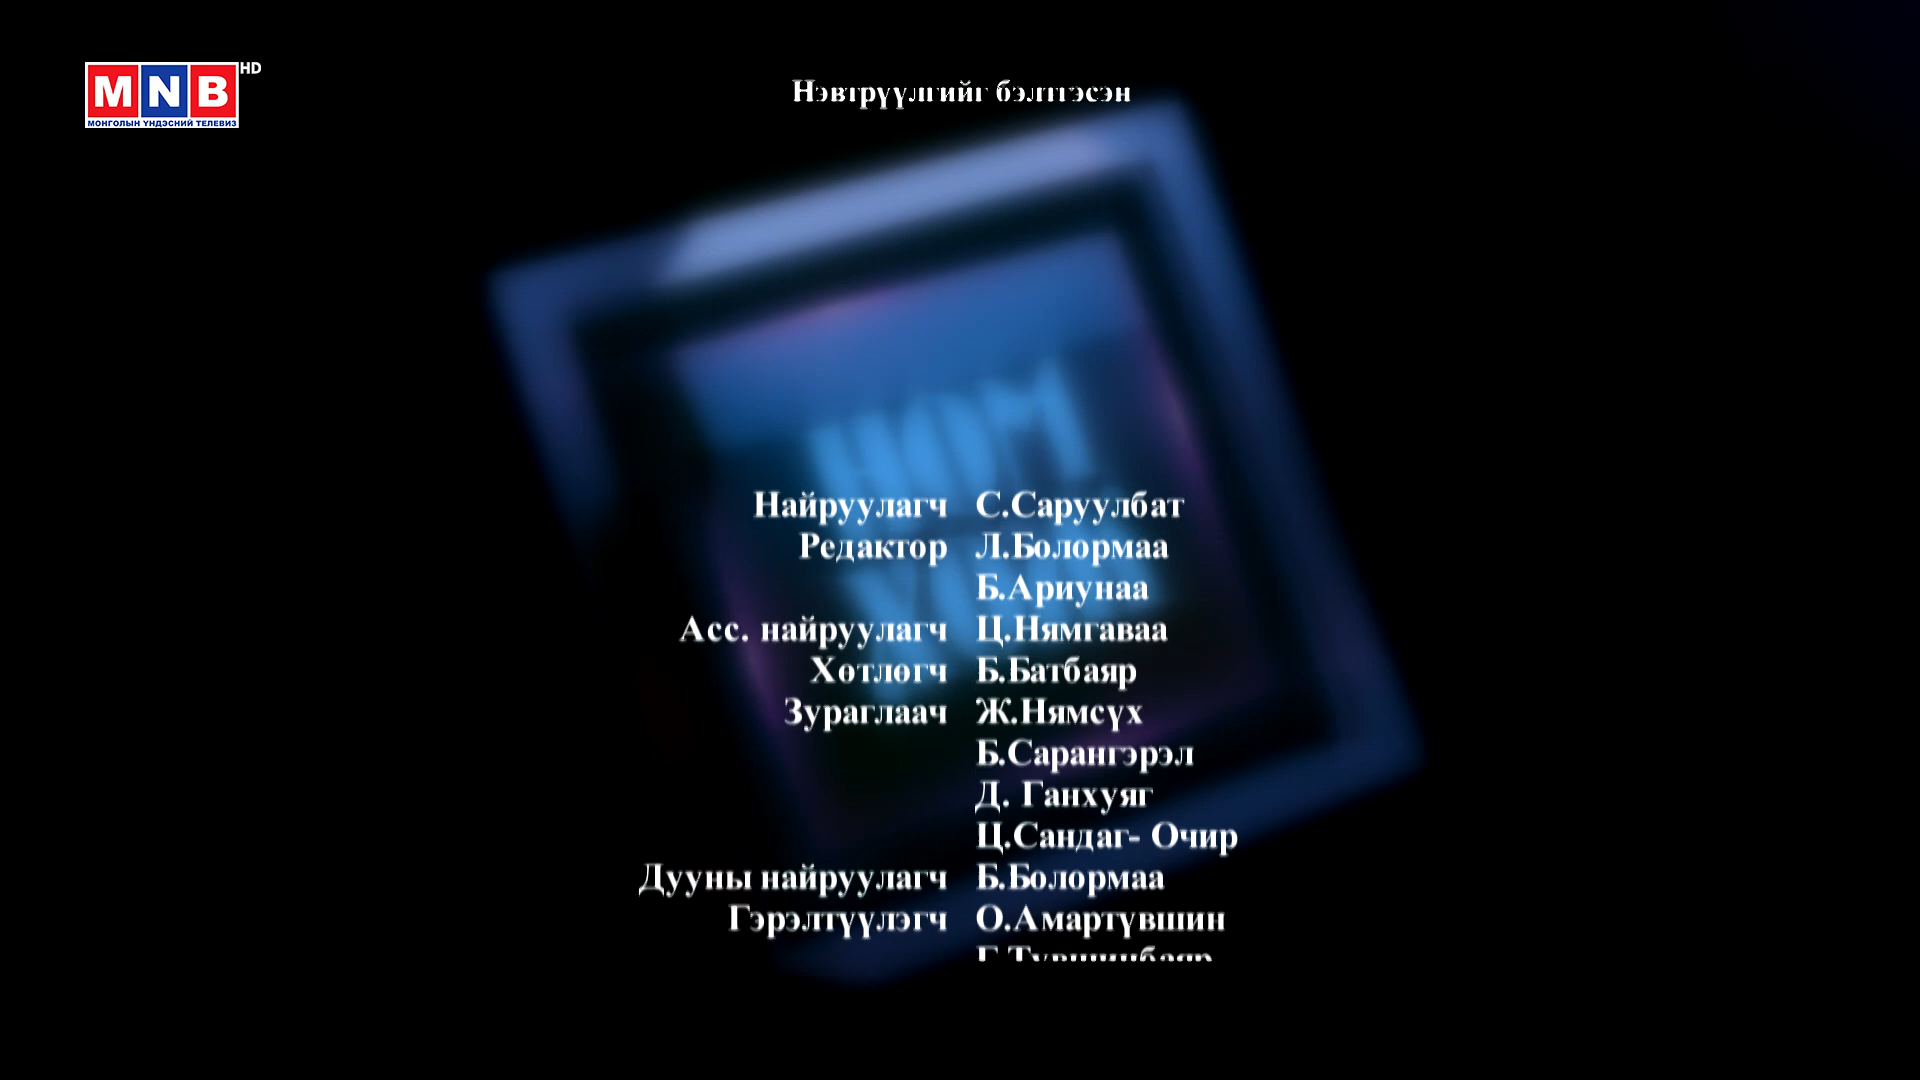 MNB HD
МОНГОЛЫН ҮНДЭСНИЙ ТЕЛЕВИЗ
Нэвтрүүлгийг бэлтгэсэн
НОМ
Найруулагч С.Саруулбат
Редактор Л.Болормаа
Б.Ариунаа
Асс. найруулагч Ц.Нямгаваа
Хөтлөгч Б.Батбаяр
Зураглаач Ж.Нямсүх
Б.Сарангэрэл
Д. Ганхуяг
Ц.Сандаг- Очир
Дууны найруулагч Б.Болормаа
Гэрэлтүүлэгч О.Амартүвшин